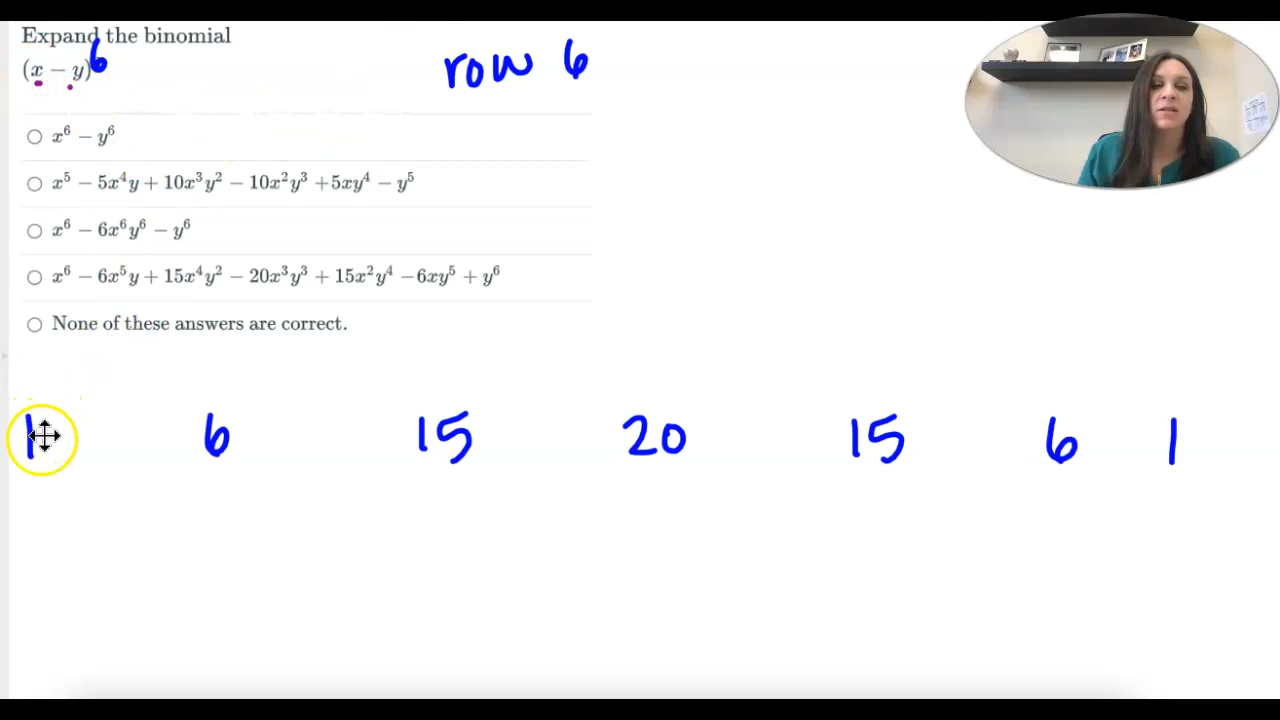 Expand the binomial
(x − y)⁶ row 6
x⁶ − y⁶
x⁵ − 5x⁴y + 10x³y² − 10x²y³ +5xy⁴ − y⁵
x⁶ − 6x⁶y⁶ − y⁶
x⁶ − 6x⁵y + 15x⁴y² − 20x³y³ + 15x²y⁴ −6xy⁵ + y⁶
None of these answers are correct.
1 6 15 20 15 6 1